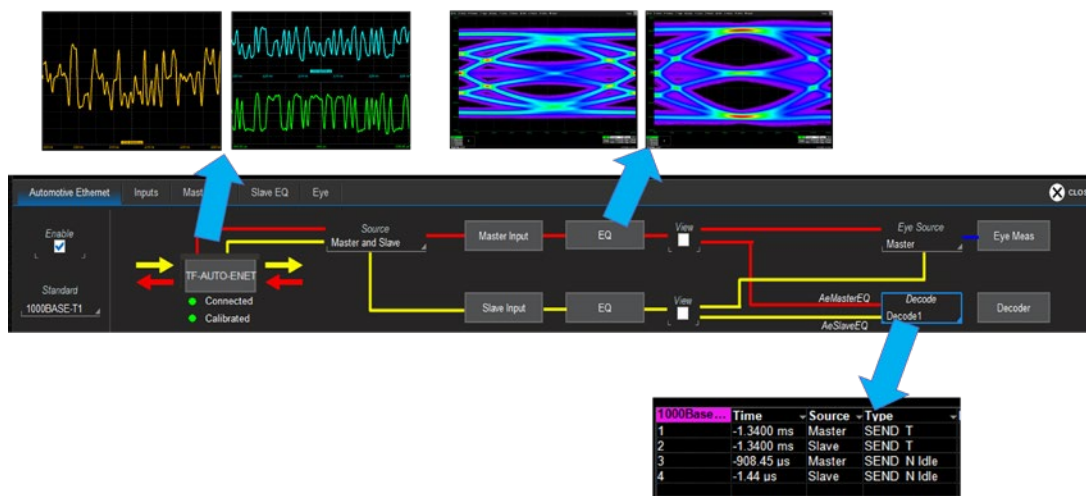 Automotive Ethernet Inputs Mast Slave EQ Eye CLOS
Enable
Standard
1000BASE-T1
TF-AUTO-ENET
Connected
Calibrated
Source
Master and Slave
Master Input
EQ
View
Eye Source
Master
Eye Meas
Slave Input
EQ
View
AeMasterEQ
AeSlaveEQ
Decode
Decode1
Decoder
1000Base... Time Source Type
1 -1.3400 ms Master SEND T
2 -1.3400 ms Slave SEND T
3 -908.45 µs Master SEND N Idle
4 -1.44 µs Slave SEND N Idle